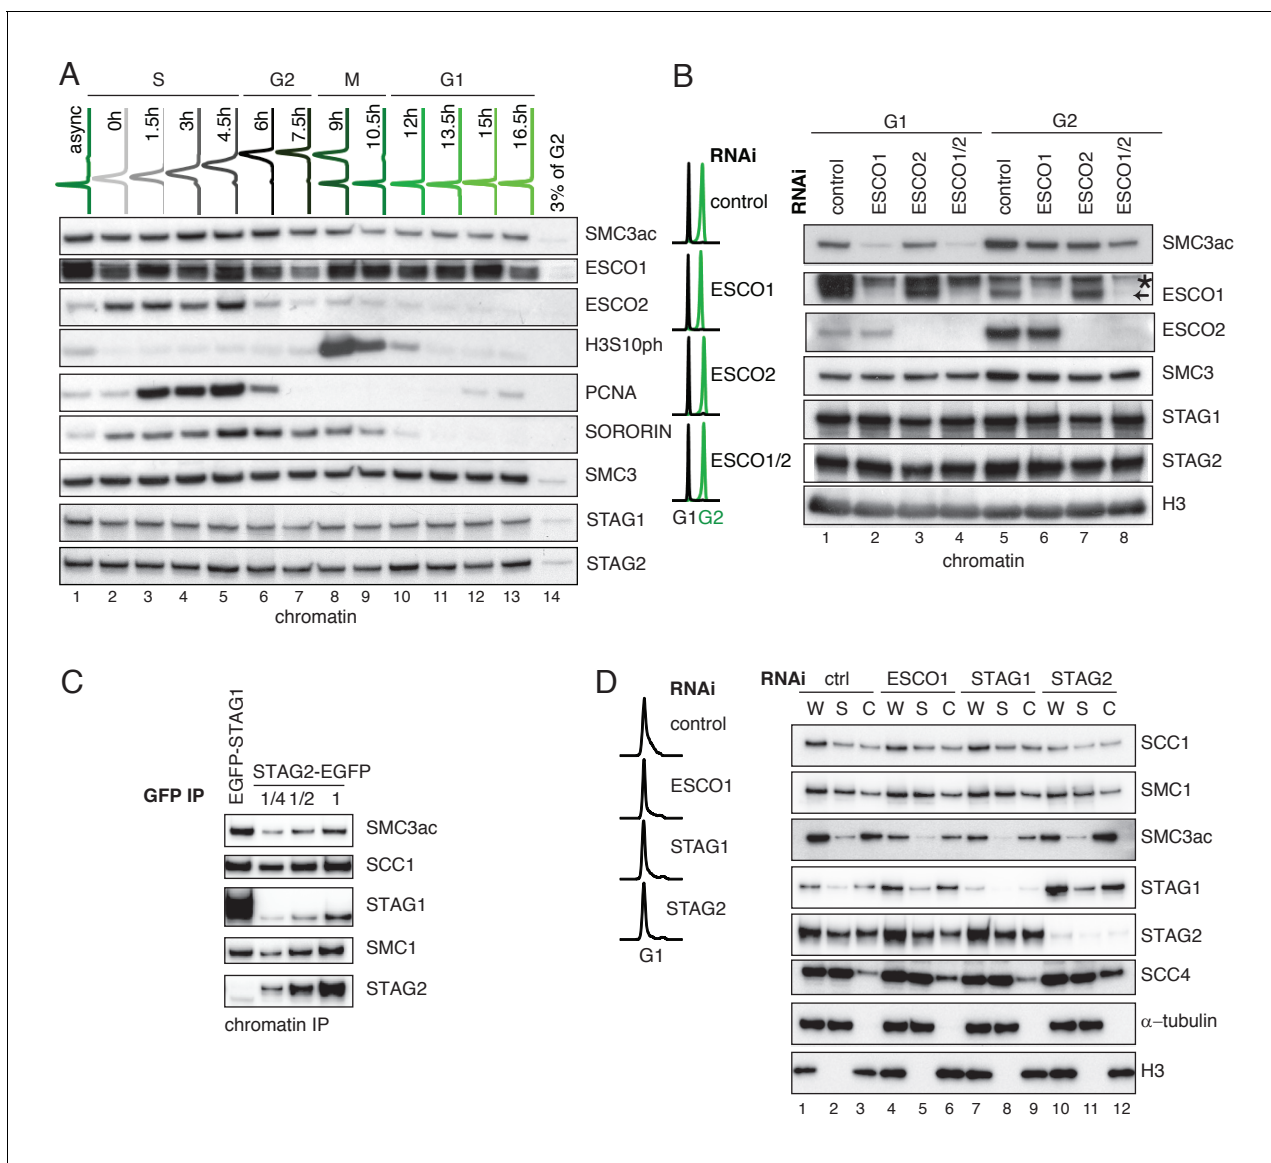 A
S G2 M G1
async 0h 1.5h 3h 4.5h 6h 7.5h 9h 10.5h 12h 13.5h 15h 16.5h 3% of G2
SMC3ac
ESCO1
ESCO2
H3S10ph
PCNA
SORORIN
SMC3
STAG1
STAG2
1 2 3 4 5 6 7 8 9 10 11 12 13 14
chromatin
B
RNAi
control
ESCO1
ESCO2
ESCO1/2
G1 G2
G1 G2
RNAi control ESCO1 ESCO2 ESCO1/2 control ESCO1 ESCO2 ESCO1/2
SMC3ac
*
← ESCO1
ESCO2
SMC3
STAG1
STAG2
H3
1 2 3 4 5 6 7 8
chromatin
C
EGFP-STAG1
STAG2-EGFP
GFP IP 1/4 1/2 1
SMC3ac
SCC1
STAG1
SMC1
STAG2
chromatin IP
D
RNAi
control
ESCO1
STAG1
STAG2
G1
RNAi ctrl ESCO1 STAG1 STAG2
W S C W S C W S C W S C
SCC1
SMC1
SMC3ac
STAG1
STAG2
SCC4
α–tubulin
H3
1 2 3 4 5 6 7 8 9 10 11 12